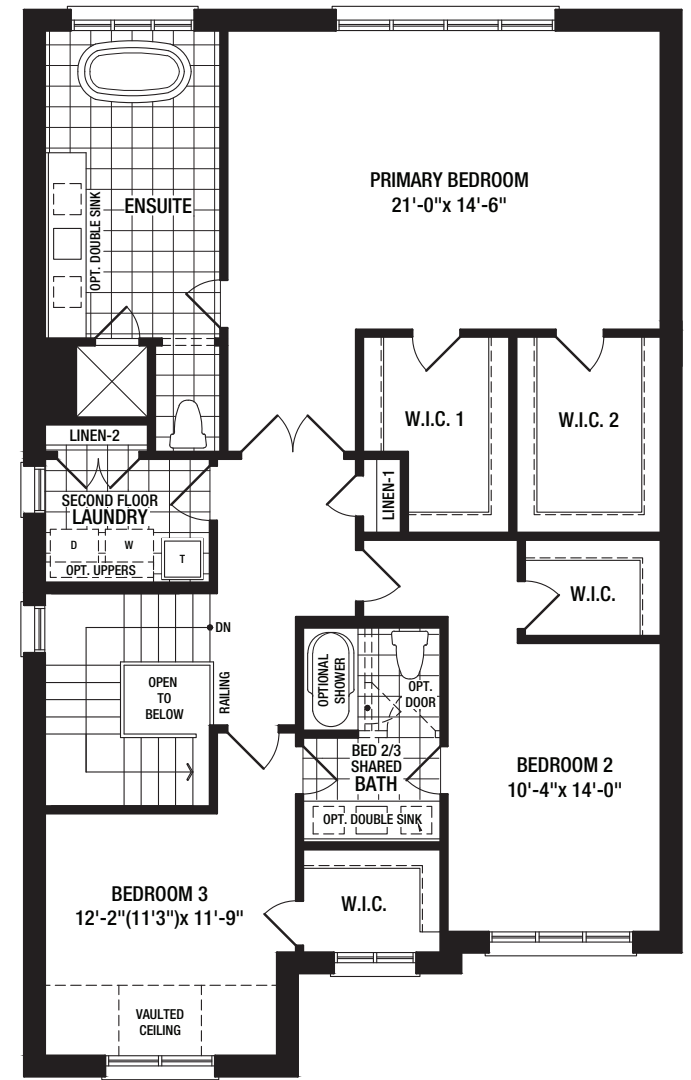 PRIMARY BEDROOM
21'-0"x 14'-6"
ENSUITE
OPT. DOUBLE SINK
W.I.C. 1
W.I.C. 2
LINEN-2
LINEN-1
SECOND FLOOR
LAUNDRY
D
W
T
OPT. UPPERS
W.I.C.
DN
OPEN
TO
BELOW
RAILING
OPTIONAL
SHOWER
OPT.
DOOR
BED 2/3
SHARED
BATH
OPT. DOUBLE SINK
BEDROOM 2
10'-4"x 14'-0"
BEDROOM 3
12'-2"(11'3")x 11'-9"
W.I.C.
VAULTED
CEILING